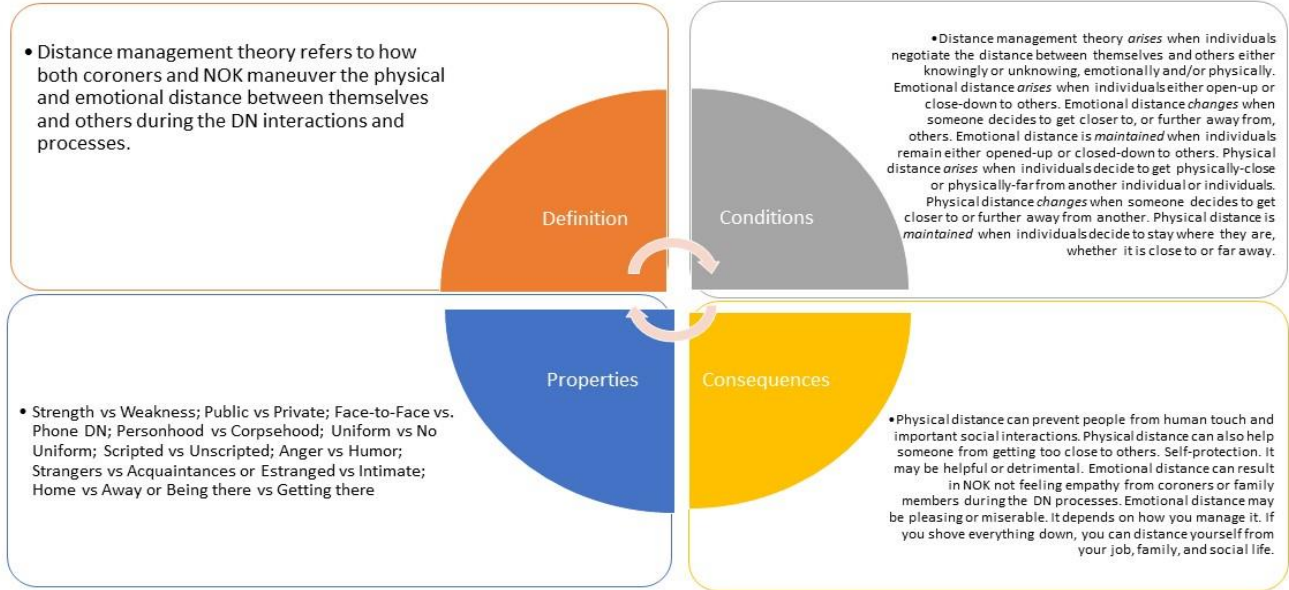 • Distance management theory refers to how
both coroners and NOK maneuver the physical
and emotional distance between themselves
and others during the DN interactions and
processes.
Definition
•Distance management theory arises when individuals
negotiate the distance between themselves and others either
knowingly or unknowing, emotionally and/or physically.
Emotional distance arises when individuals either open-up or
close-down to others. Emotional distance changes when
someone decides to get closer to, or further away from,
others. Emotional distance is maintained when individuals
remain either opened-up or closed-down to others. Physical
distance arises when individuals decide to get physically-close
or physically-far from another individual or individuals.
Physical distance changes when someone decides to get
closer to or further away from another. Physical distance is
maintained when individuals decide to stay where they are,
whether it is close to or far away.
Conditions
Properties
• Strength vs Weakness; Public vs Private; Face-to-Face vs.
Phone DN; Personhood vs Corpsehood; Uniform vs No
Uniform; Scripted vs Unscripted; Anger vs Humor;
Strangers vs Acquaintances or Estranged vs Intimate;
Home vs Away or Being there vs Getting there
Consequences
•Physical distance can prevent people from human touch and
important social interactions. Physical distance can also help
someone from getting too close to others. Self-protection. It
may be helpful or detrimental. Emotional distance can result
in NOK not feeling empathy from coroners or family
members during the DN processes. Emotional distance may
be pleasing or miserable. It depends on how you manage it. If
you shove everything down, you can distance yourself from
your job, family, and social life.